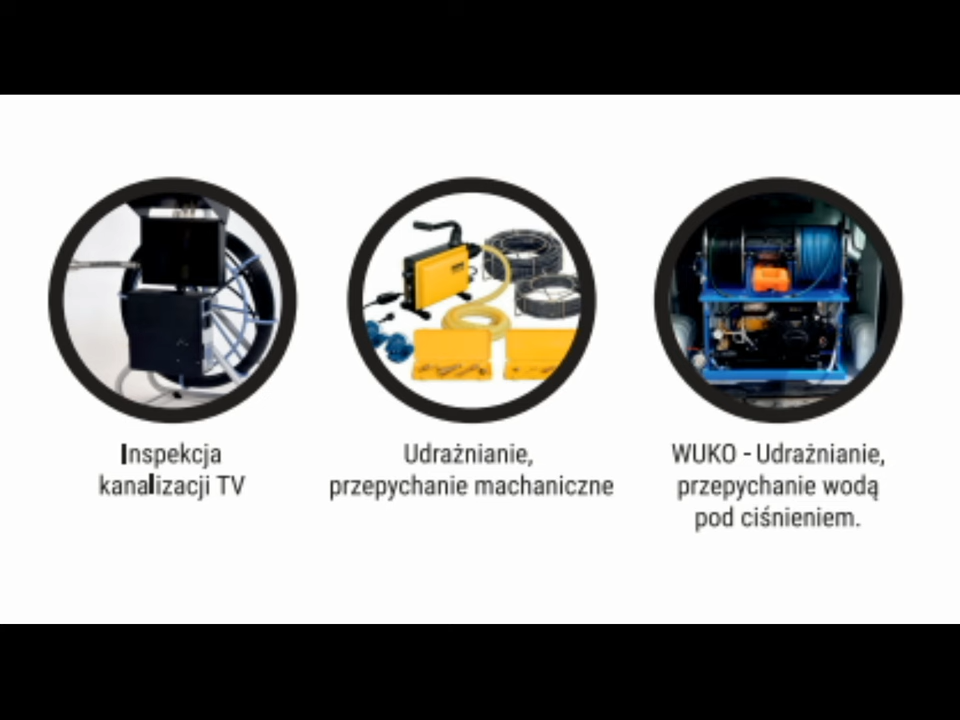 Inspekcja
kanalizacji TV
Udrażnianie,
przepychanie machaniczne
WUKO - Udrażnianie,
przepychanie wodą
pod ciśnieniem.